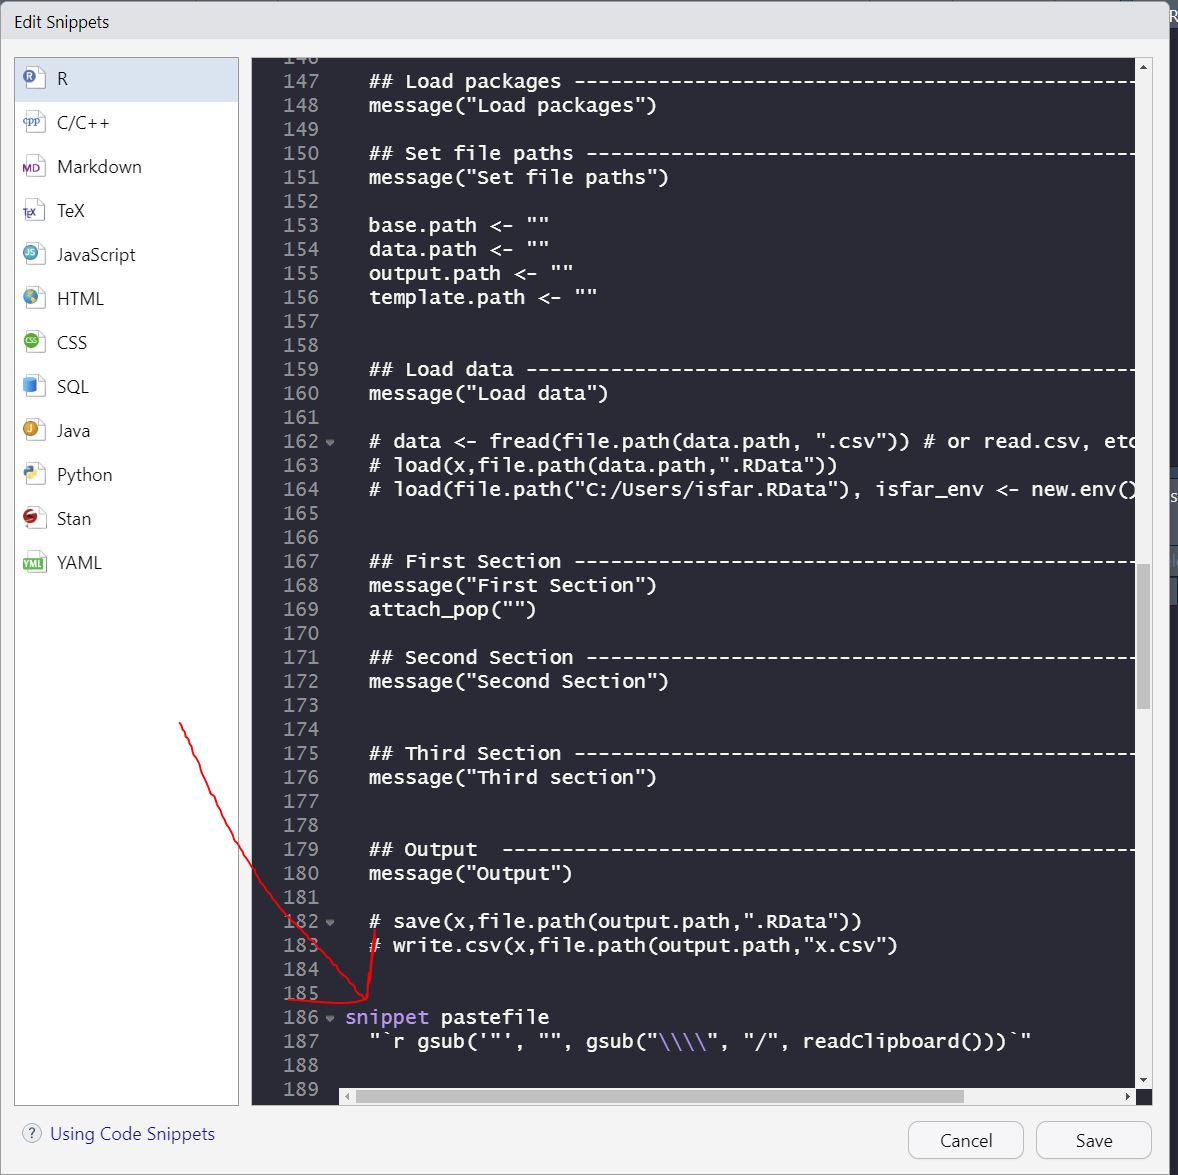 Edit Snippets
R
C/C++
Markdown
TeX
JavaScript
HTML
CSS
SQL
Java
Python
Stan
YAML
147 ## Load packages -----------------------------------------------
148 message("Load packages")
149
150 ## Set file paths ----------------------------------------------
151 message("Set file paths")
152
153 base.path <- ""
154 data.path <- ""
155 output.path <- ""
156 template.path <- ""
157
158
159 ## Load data ---------------------------------------------------
160 message("Load data")
161
162 # data <- fread(file.path(data.path, ".csv")) # or read.csv, etc
163 # load(x,file.path(data.path,".RData"))
164 # load(file.path("C:/Users/isfar.RData"), isfar_env <- new.env()
165
166
167 ## First Section -----------------------------------------------
168 message("First Section")
169 attach_pop("")
170
171 ## Second Section ----------------------------------------------
172 message("Second Section")
173
174
175 ## Third Section -----------------------------------------------
176 message("Third section")
177
178
179 ## Output  -----------------------------------------------------
180 message("Output")
181
182 # save(x,file.path(output.path,".RData"))
183 # write.csv(x,file.path(output.path,"x.csv")
184
185
186 snippet pastefile
187 "`r gsub('"', "", gsub("\\\\", "/", readClipboard()))`"
188
189
? Using Code Snippets
Cancel
Save